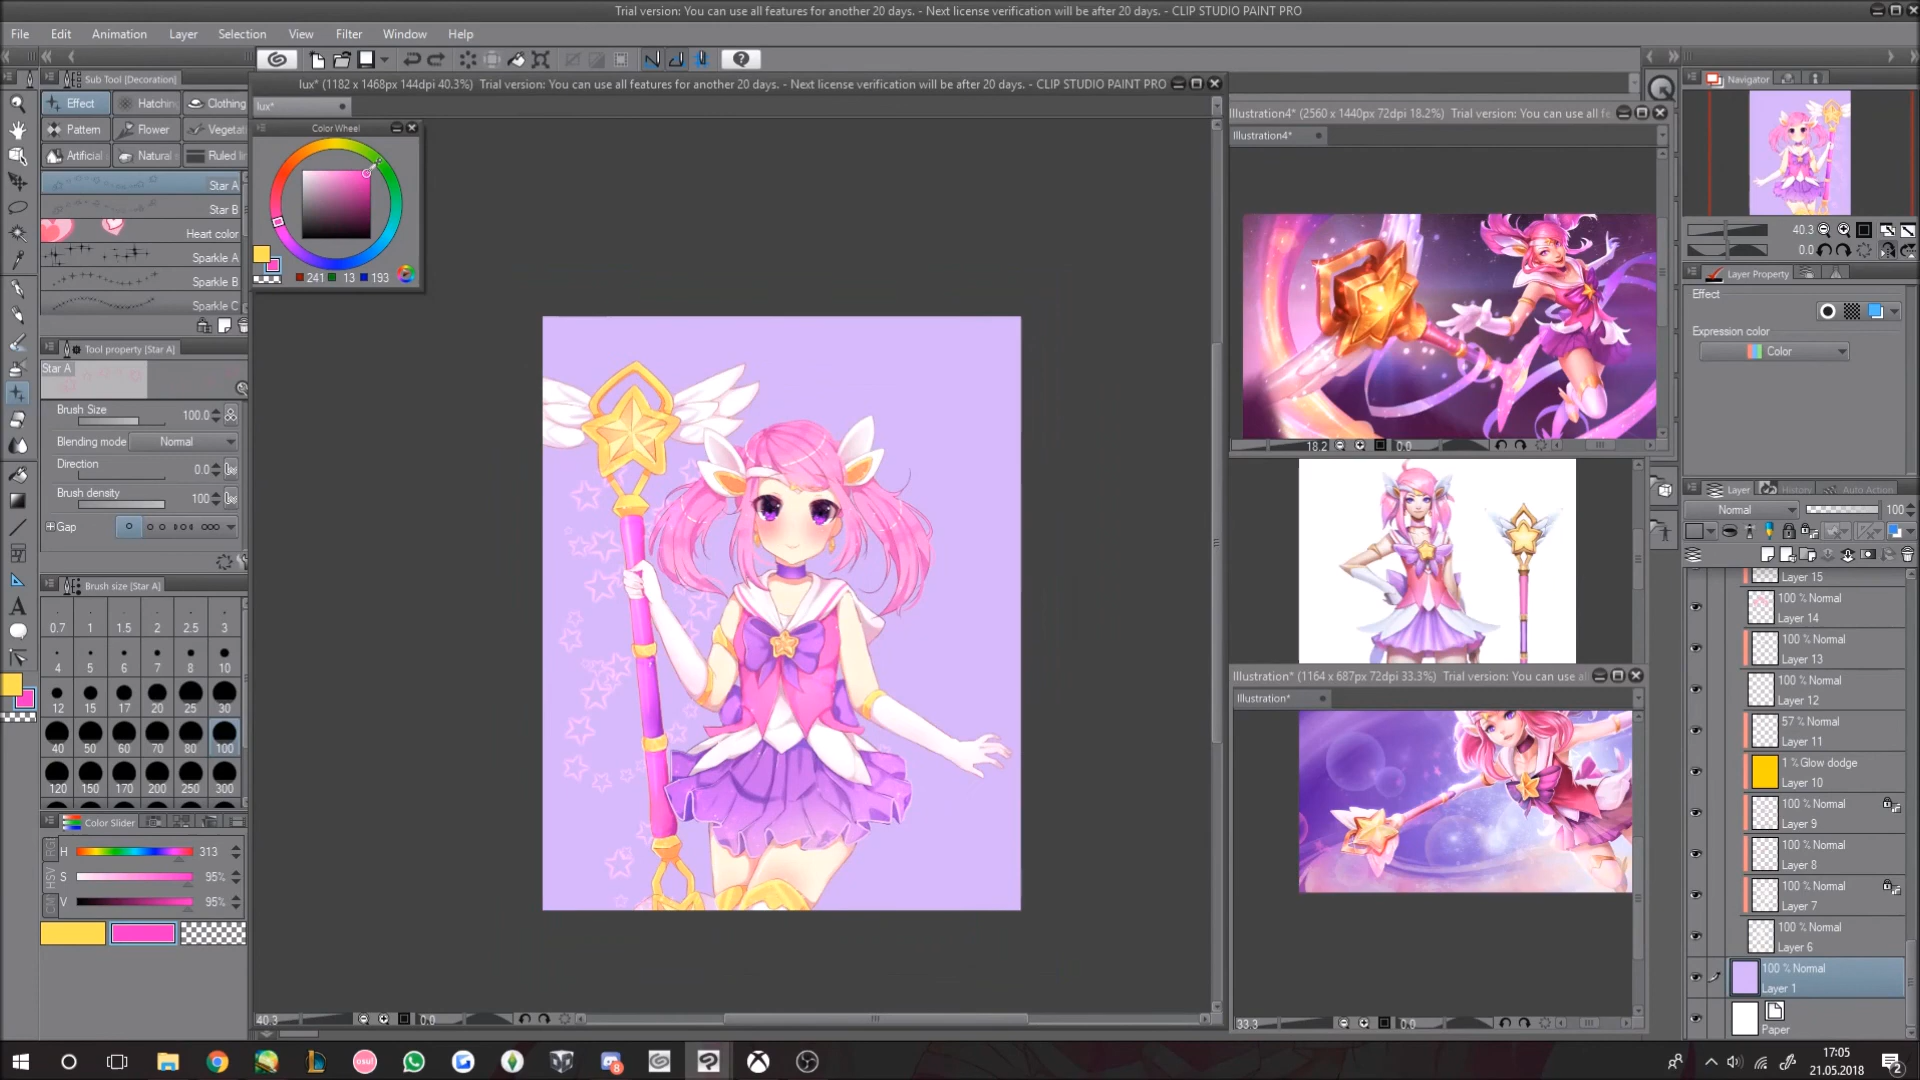 Trial version: You can use all features for another 20 days. - Next license verification will be after 20 days. - CLIP STUDIO PAINT PRO
File Edit Animation Layer Selection View Filter Window Help
Sub Tool [Decoration]
Effect Hatchin Clothing
Pattern Flower Vegetat
Artificial Natural Ruled lin
Star A
Star B
Heart color
Sparkle A
Sparkle B
Sparkle C
Tool property [Star A]
Star A
Brush Size 100.0
Blending mode Normal
Direction 0.0
Brush density 100
Gap
Brush size [Star A]
0.7 1 1.5 2 2.5 3
4 5 6 7 8 10
12 15 17 20 25 30
40 50 60 70 80 100
120 150 170 200 250 300
Color Slider
H 313
S 95%
V 95%
lux* (1182 x 1468px 144dpi 40.3%) Trial version: You can use all features for another 20 days. - Next license verification will be after 20 days. - CLIP STUDIO PAINT PRO
lux*
Color Wheel
241 13 193
40.3 0.0
Illustration4* (2560 x 1440px 72dpi 18.2%) Trial version: You can use all fe
Illustration4*
18.2 0.0
Illustration* (1164 x 687px 72dpi 33.3%) Trial version: You can use al
Illustration*
33.3 0.0
Navigator
40.3
0.0
Layer Property
Effect
Expression color
Color
Layer History Auto Action
Normal 100
Layer 15
100 % Normal
Layer 14
100 % Normal
Layer 13
100 % Normal
Layer 12
57 % Normal
Layer 11
1 % Glow dodge
Layer 10
100 % Normal
Layer 9
100 % Normal
Layer 8
100 % Normal
Layer 7
100 % Normal
Layer 6
100 % Normal
Layer 1
Paper
osu!
8
17:05
21.05.2018
2